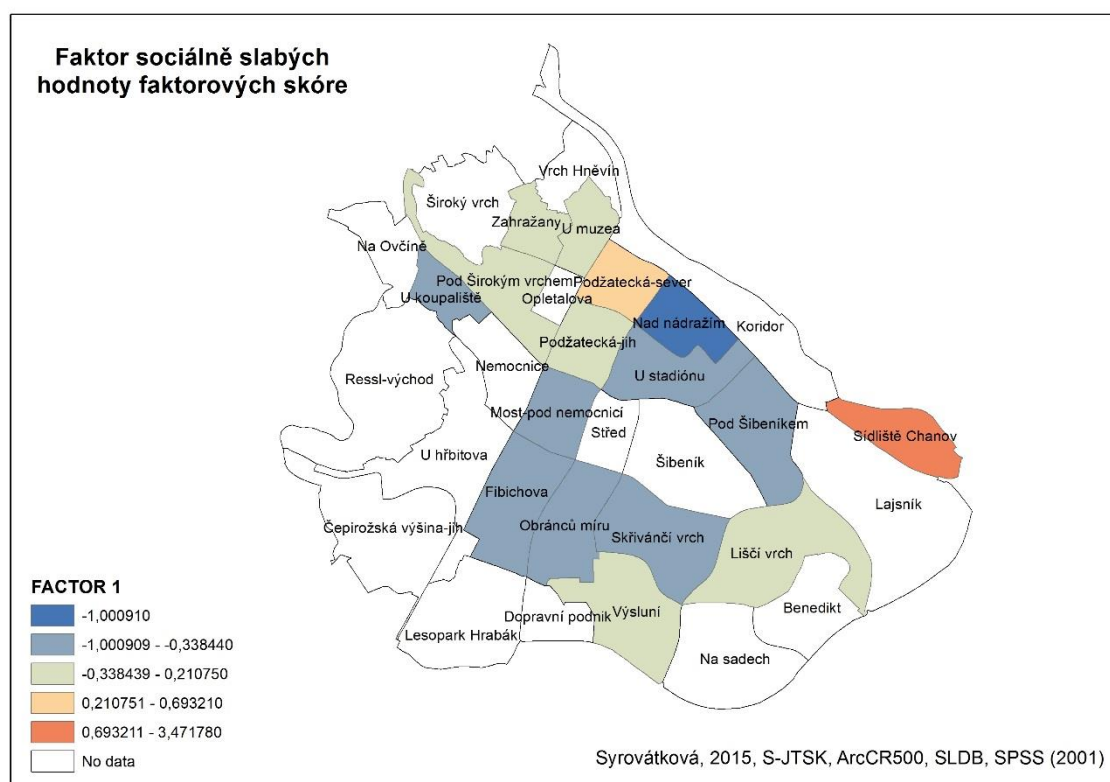 Faktor sociálně slabých
hodnoty faktorových skóre
Vrch Hněvín
Široký vrch
Zahražany
U muzea
Na Ovčíně
Pod Širokým vrchem
Podžatecká-sever
U koupaliště
Opletalova
Nad nádražím
Koridor
Podžatecká-jih
Nemocnice
Ressl-východ
U stadiónu
Most-pod nemocnicí
Pod Šibeníkem
Střed
Sídliště Chanov
U hřbitova
Šibeník
Fibichova
Lajsník
Čepirožská výšina-jih
Obránců míru
Skřivánčí vrch
Liščí vrch
Benedikt
Dopravní podnik
Výsluní
Lesopark Hrabák
Na sadech
FACTOR 1
-1,000910
-1,000909 - -0,338440
-0,338439 - 0,210750
0,210751 - 0,693210
0,693211 - 3,471780
No data
Syrovátková, 2015, S-JTSK, ArcCR500, SLDB, SPSS (2001)